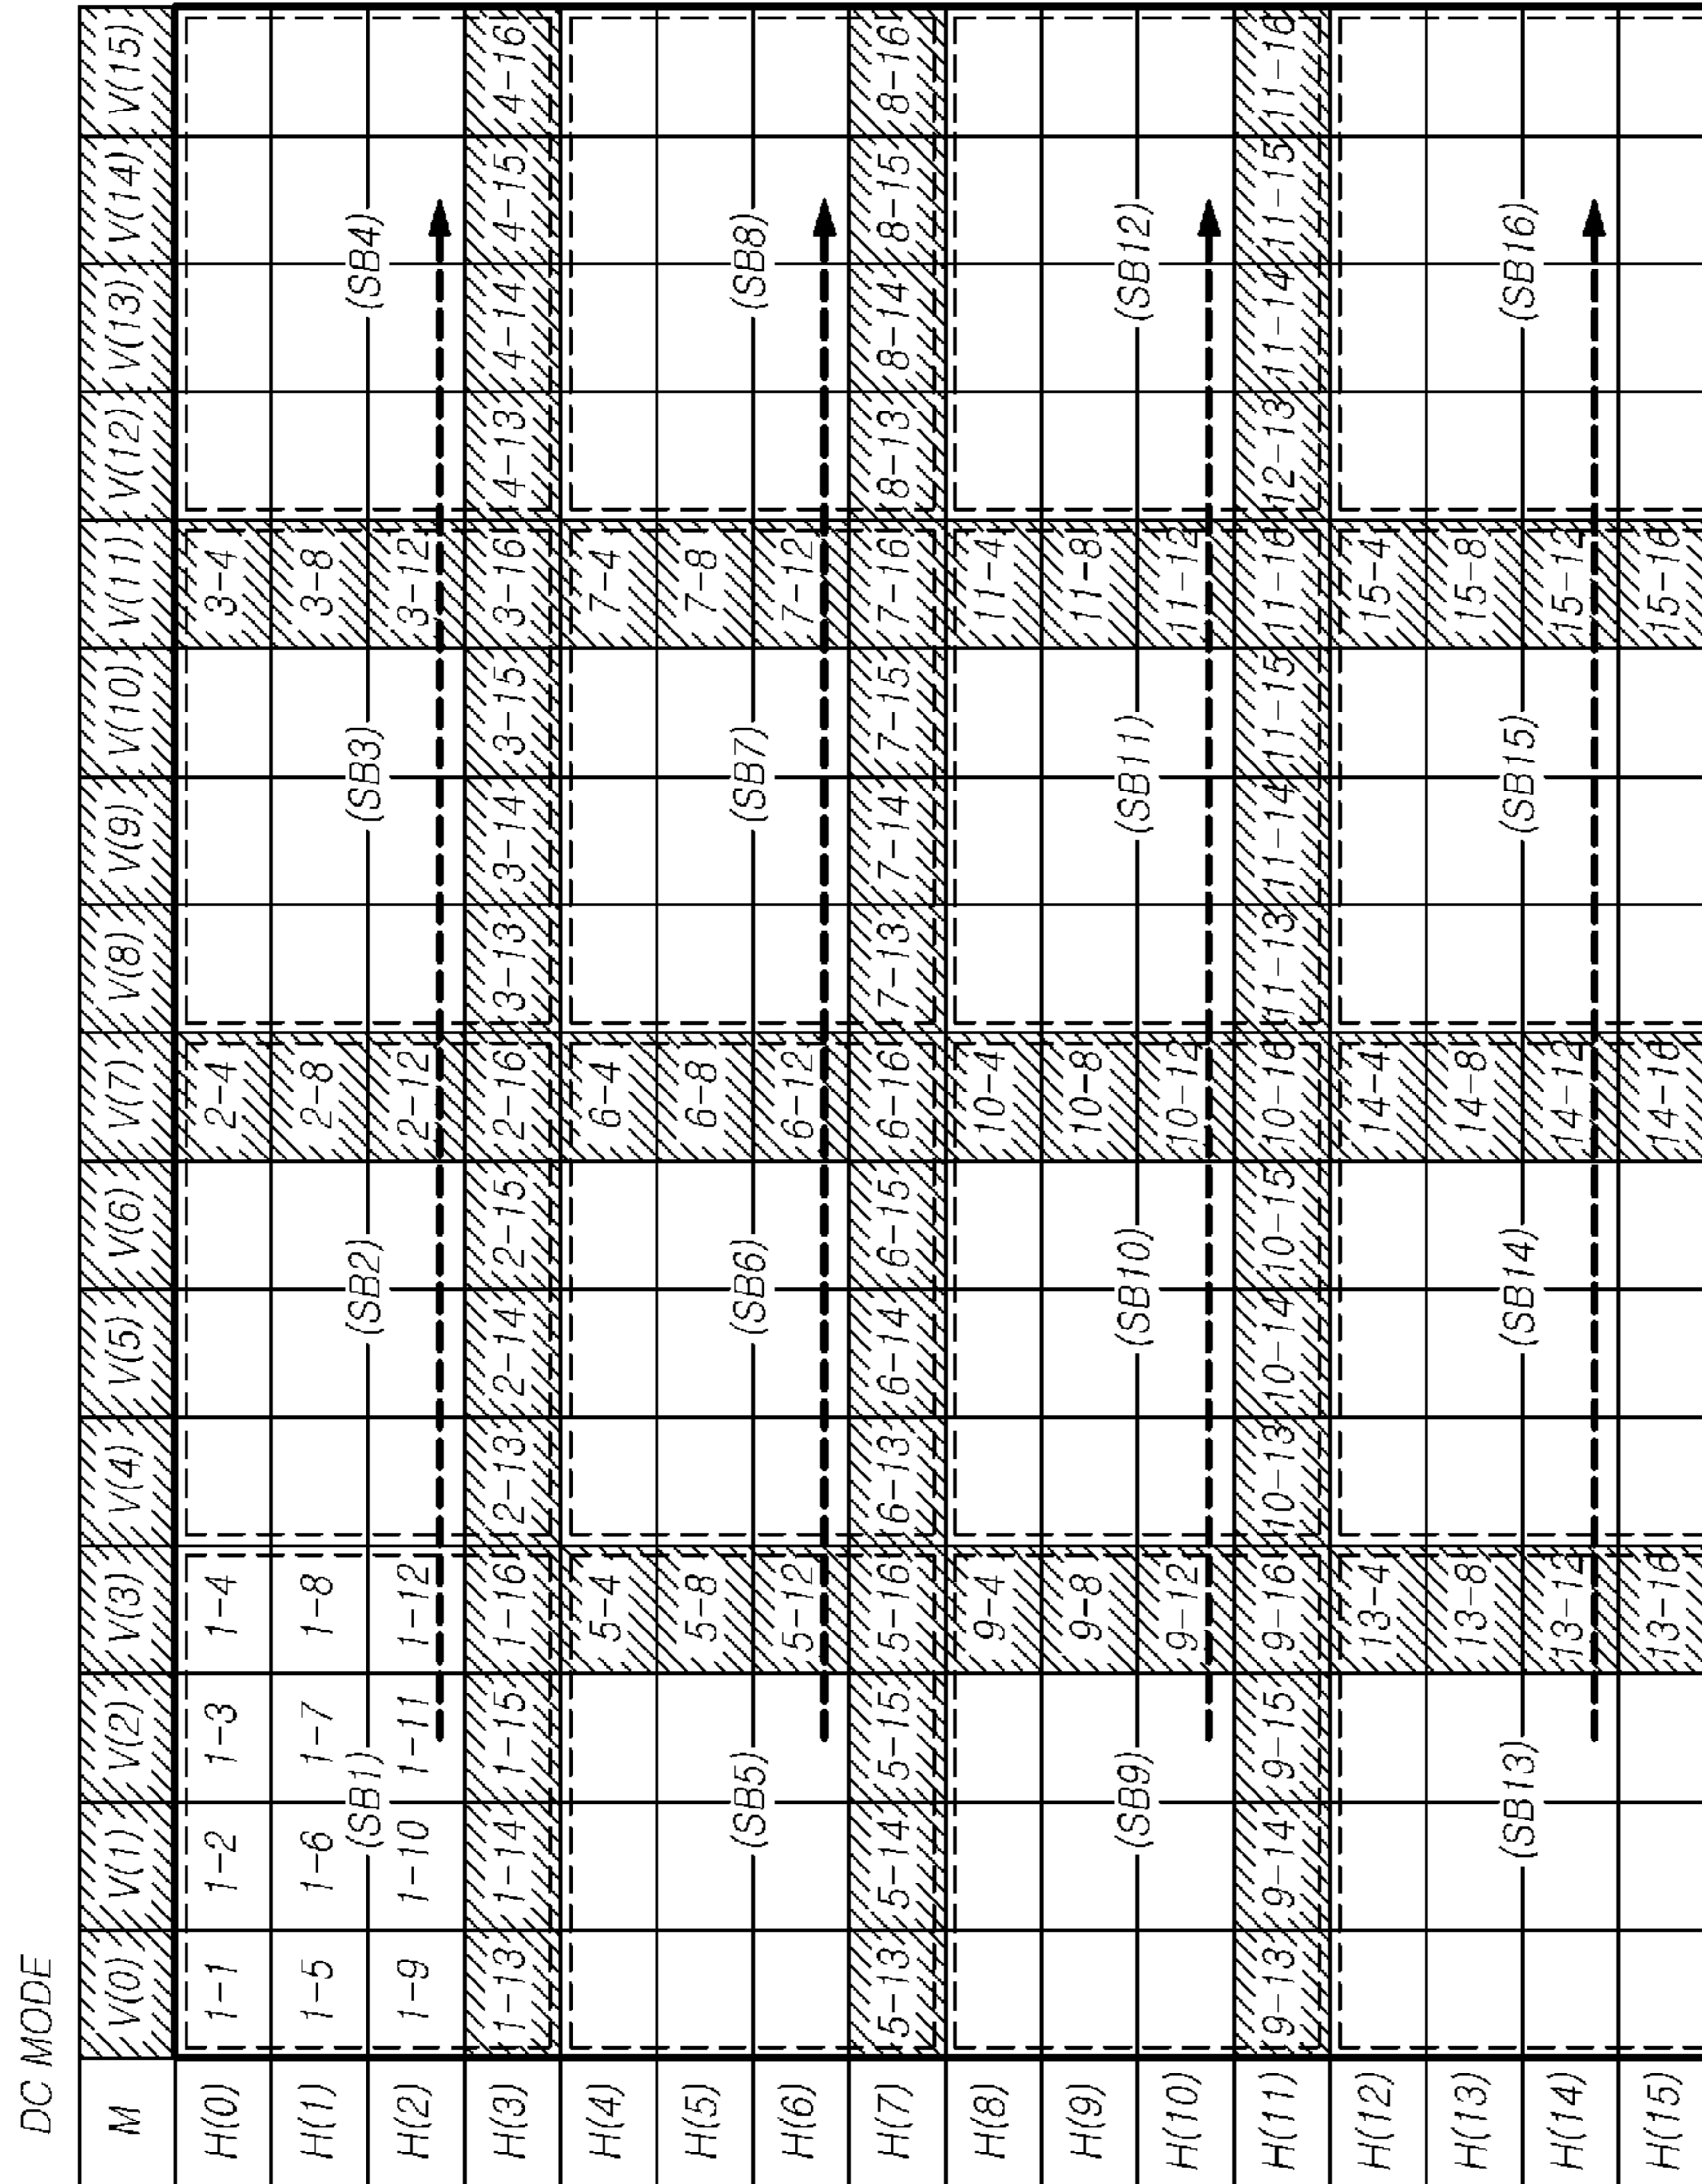 DC MODE
M V(0) V(1) V(2) V(3) V(4) V(5) V(6) V(7) V(8) V(9) V(10) V(11) V(12) V(13) V(14) V(15)
H(0) 1-1 1-2 1-3 1-4 2-4 3-4
H(1) 1-5 1-6 1-7 1-8 2-8 3-8
(SB1) (SB2) (SB3) (SB4)
H(2) 1-9 1-10 1-11 1-12 2-12 3-12
H(3) 1-13 1-14 1-15 1-16 2-13 2-14 2-15 2-16 3-13 3-14 3-15 3-16 4-13 4-14 4-15 4-16
H(4) 5-4 6-4 7-4
H(5) 5-8 6-8 7-8
(SB5) (SB6) (SB7) (SB8)
H(6) 5-12 6-12 7-12
H(7) 5-13 5-14 5-15 5-16 6-13 6-14 6-15 6-16 7-13 7-14 7-15 7-16 8-13 8-14 8-15 8-16
H(8) 9-4 10-4 11-4
H(9) 9-8 10-8 11-8
(SB9) (SB10) (SB11) (SB12)
H(10) 9-12 10-12 11-12
H(11) 9-13 9-14 9-15 9-16 10-13 10-14 10-15 10-16 11-13 11-14 11-15 11-16 12-13 11-14 11-15 11-16
H(12) 13-4 14-4 15-4
H(13) 13-8 14-8 15-8
(SB13) (SB14) (SB15) (SB16)
H(14) 13-12 14-12 15-12
H(15) 13-16 14-16 15-16